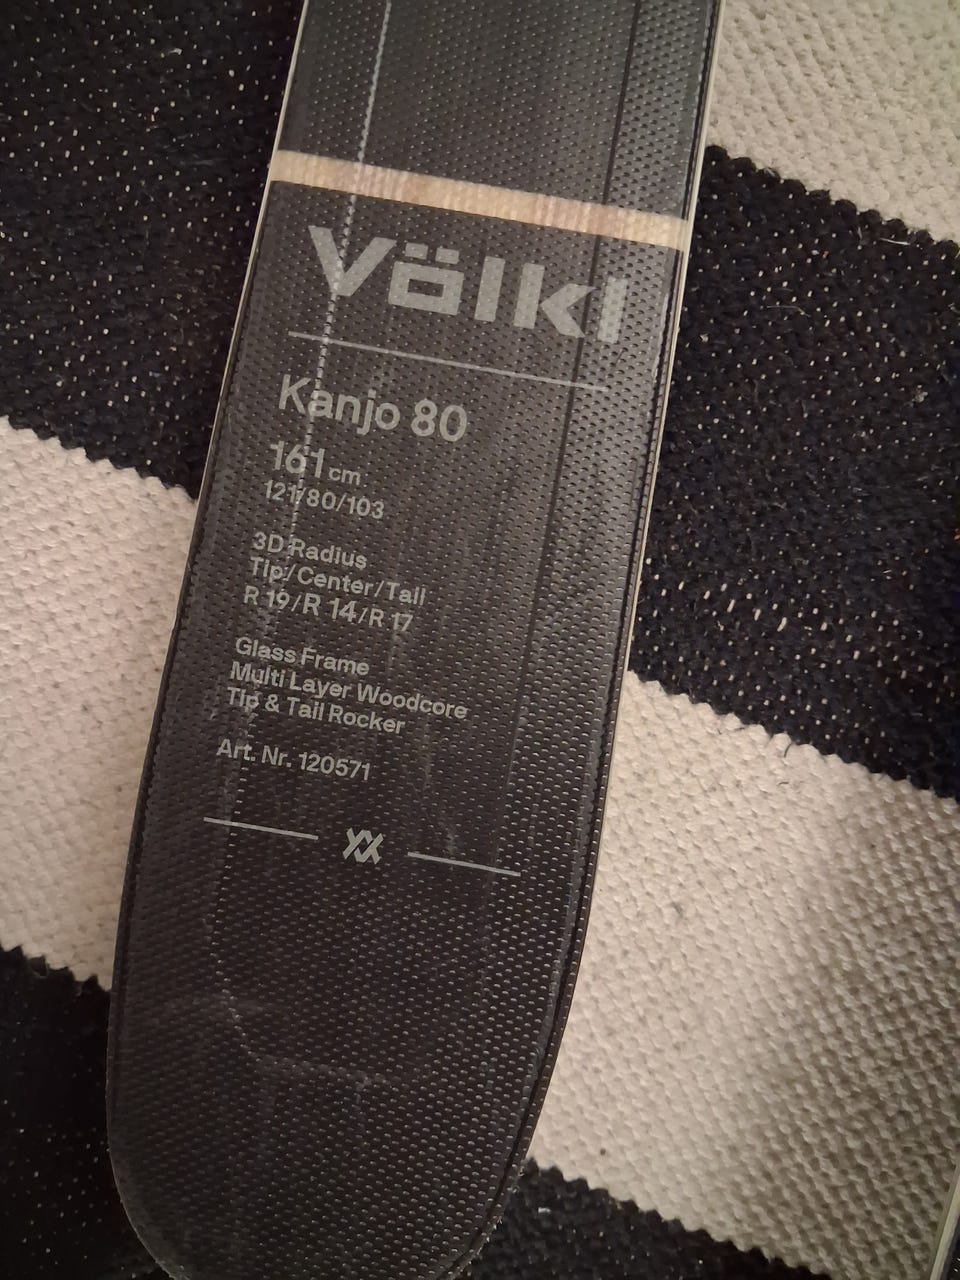 Völkl
Kanjo 80
161 cm
121/80/103
3D Radius
Tip/Center/Tail
R 19/R 14/R 17
Glass Frame
Multi Layer Woodcore
Tip & Tail Rocker
Art. Nr. 120571